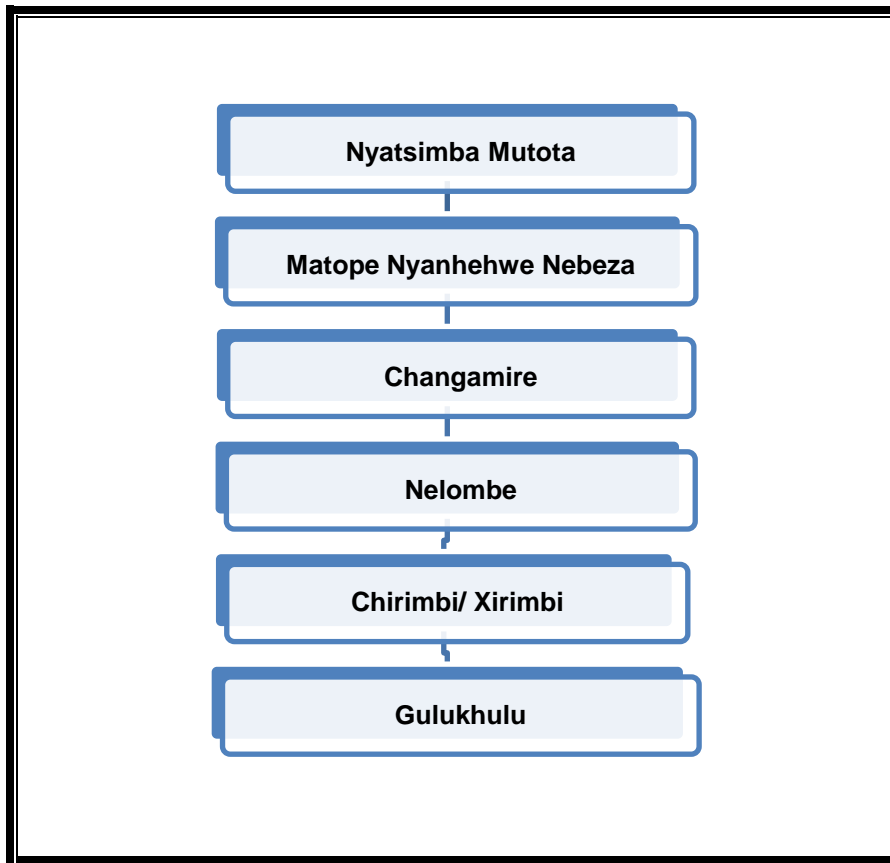 Nyatsimba Mutota
Matope Nyanhehwe Nebeza
Changamire
Nelombe
Chirimbi/ Xirimbi
Gulukhulu